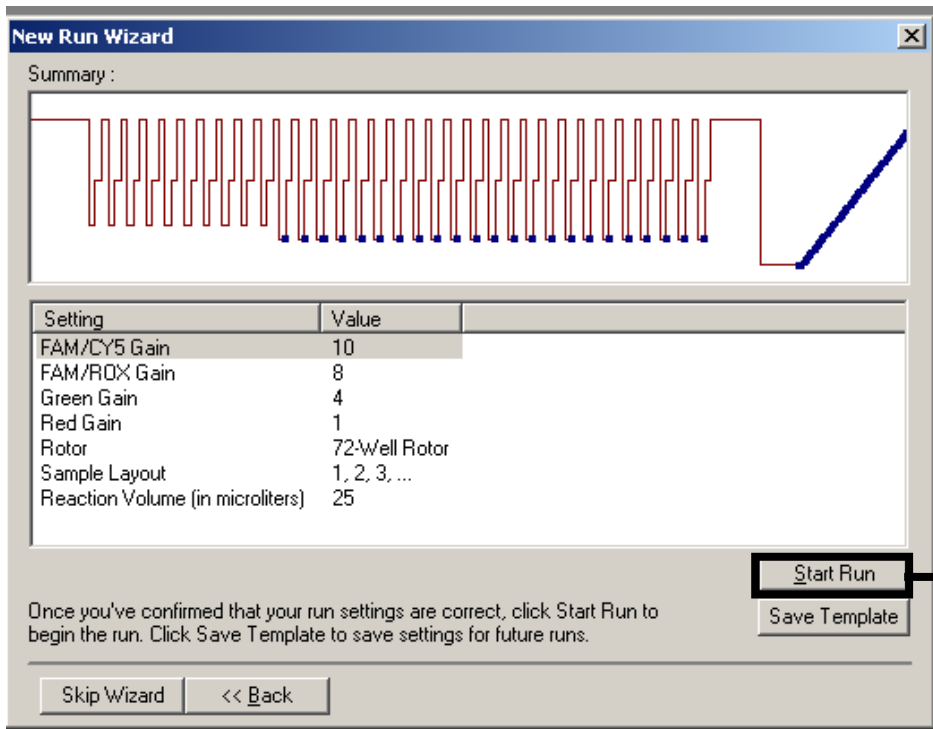 New Run Wizard
Summary :
Setting Value
FAM/CY5 Gain 10
FAM/ROX Gain 8
Green Gain 4
Red Gain 1
Rotor 72-Well Rotor
Sample Layout 1, 2, 3, ...
Reaction Volume (in microliters) 25
Start Run
Once you've confirmed that your run settings are correct, click Start Run to
begin the run. Click Save Template to save settings for future runs.
Save Template
Skip Wizard << Back